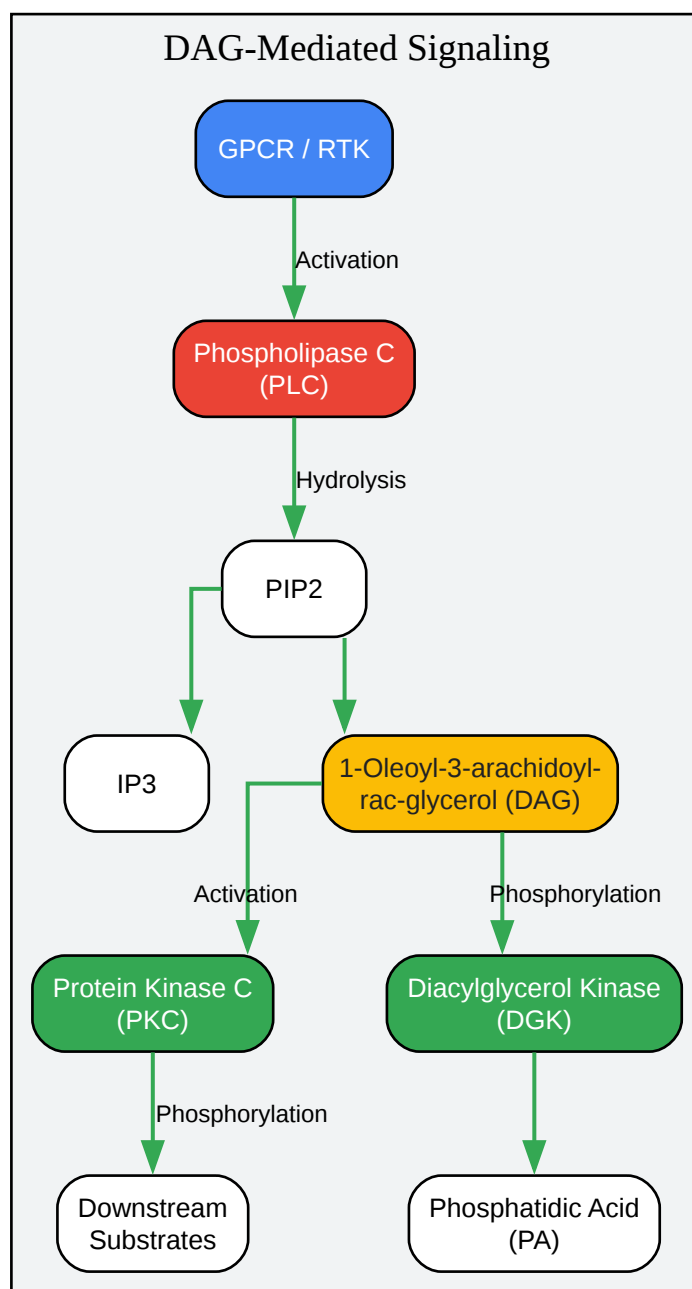 DAG-Mediated Signaling
GPCR / RTK
Activation
Phospholipase C
(PLC)
Hydrolysis
PIP2
IP3
1-Oleoyl-3-arachidoyl-
rac-glycerol (DAG)
Activation
Phosphorylation
Protein Kinase C
(PKC)
Diacylglycerol Kinase
(DGK)
Phosphorylation
Downstream
Substrates
Phosphatidic Acid
(PA)